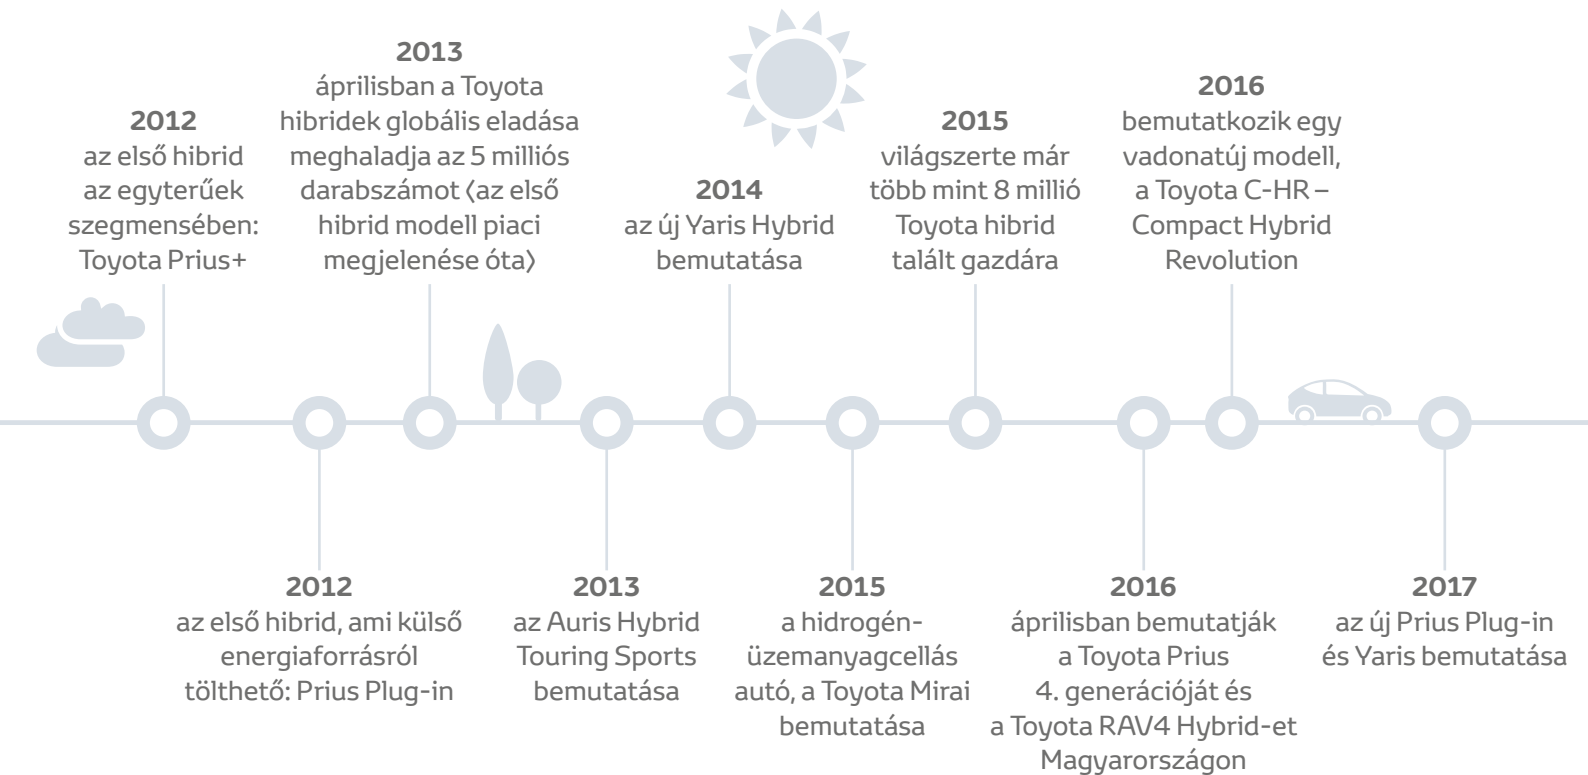 2012
az első hibrid
az egyterűek
szegmensében:
Toyota Prius+
2012
az első hibrid, ami külső
energiaforrásról
tölthető: Prius Plug-in
2013
áprilisban a Toyota
hibridek globális eladása
meghaladja az 5 milliós
darabszámot (az első
hibrid modell piaci
megjelenése óta)
2013
az Auris Hybrid
Touring Sports
bemutatása
2014
az új Yaris Hybrid
bemutatása
2015
a hidrogén-
üzemanyagcellás
autó, a Toyota Mirai
bemutatása
2015
világszerte már
több mint 8 millió
Toyota hibrid
talált gazdára
2016
áprilisban bemutatják
a Toyota Prius
4. generációját és
a Toyota RAV4 Hybrid-et
Magyarországon
2016
bemutatkozik egy
vadonatúj modell,
a Toyota C-HR –
Compact Hybrid
Revolution
2017
az új Prius Plug-in
és Yaris bemutatása